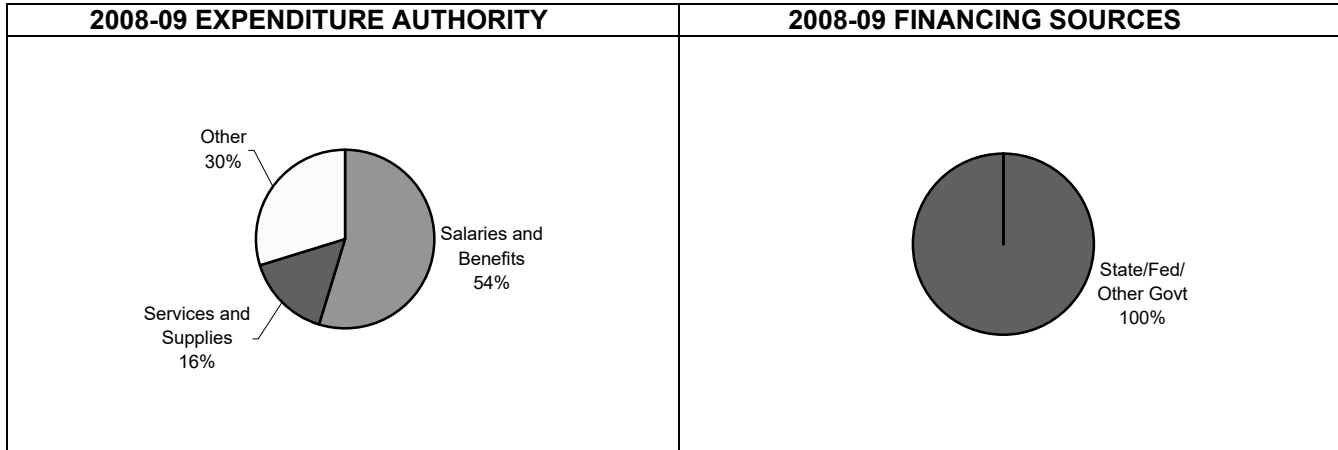 2008-09 EXPENDITURE AUTHORITY
2008-09 FINANCING SOURCES
Other
30%
Salaries and
Benefits
54%
Services and
Supplies
16%
State/Fed/
Other Govt
100%